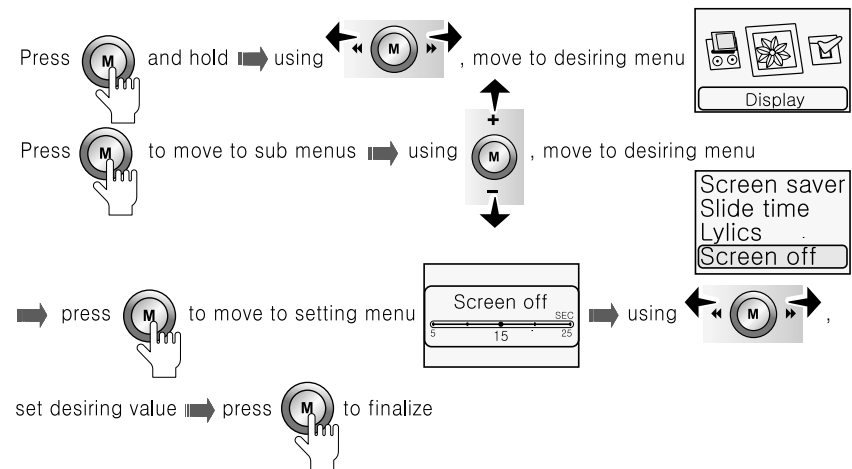 Press M and hold using M , move to desiring menu
Display
Press M to move to sub menus using + M − , move to desiring menu
Screen saver
Slide time
Lylics
Screen off
press M to move to setting menu
Screen off
SEC
5 15 25
using M ,
set desiring value press M to finalize